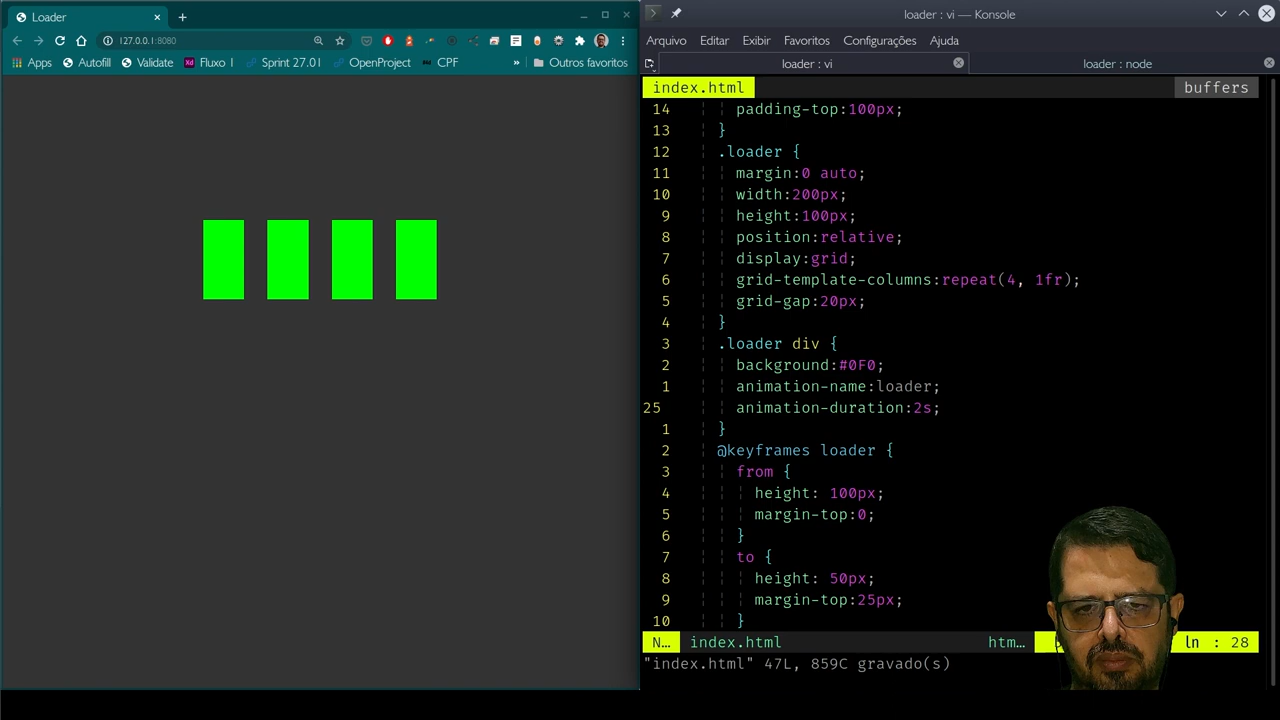 Loader
127.0.0.1:8080
Apps
Autofill
Validate
Fluxo 1
Sprint 27.01
OpenProject
CPF
»
Outros favoritos
loader : vi — Konsole
Arquivo Editar Exibir Favoritos Configurações Ajuda
loader : vi
loader : node
index.html
buffers
14 padding-top:100px;
13 }
12 .loader {
11 margin:0 auto;
10 width:200px;
9 height:100px;
8 position:relative;
7 display:grid;
6 grid-template-columns:repeat(4, 1fr);
5 grid-gap:20px;
4 }
3 .loader div {
2 background:#0F0;
1 animation-name:loader;
25 animation-duration:2s;
1 }
2 @keyframes loader {
3 from {
4 height: 100px;
5 margin-top:0;
6 }
7 to {
8 height: 50px;
9 margin-top:25px;
10 }
N… index.html htm… ln : 28
"index.html" 47L, 859C gravado(s)